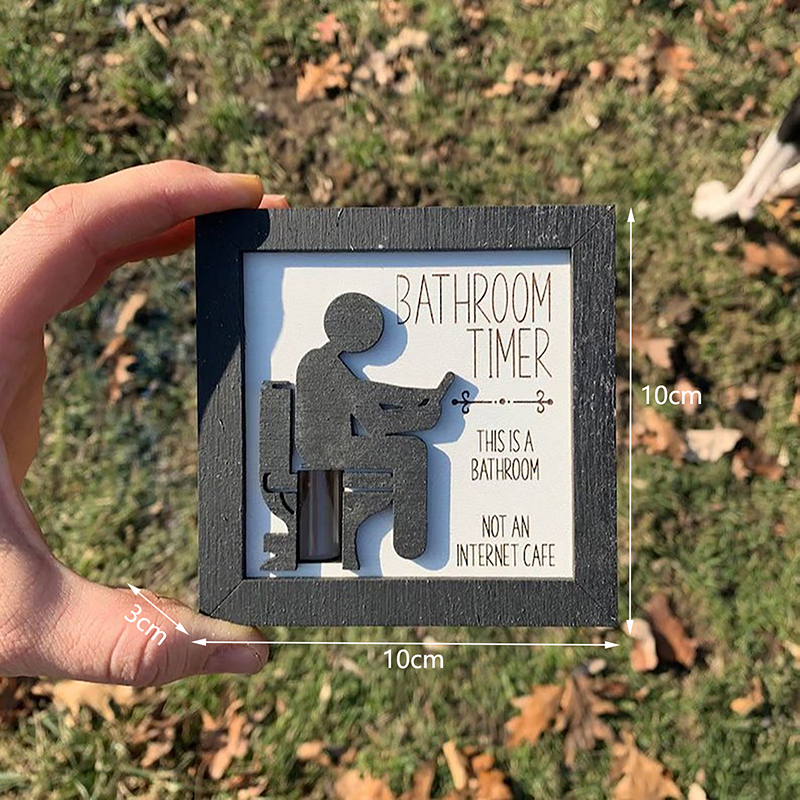 BATHROOM
TIMER
THIS IS A
BATHROOM
NOT AN
INTERNET CAFE
10cm
3cm
10cm